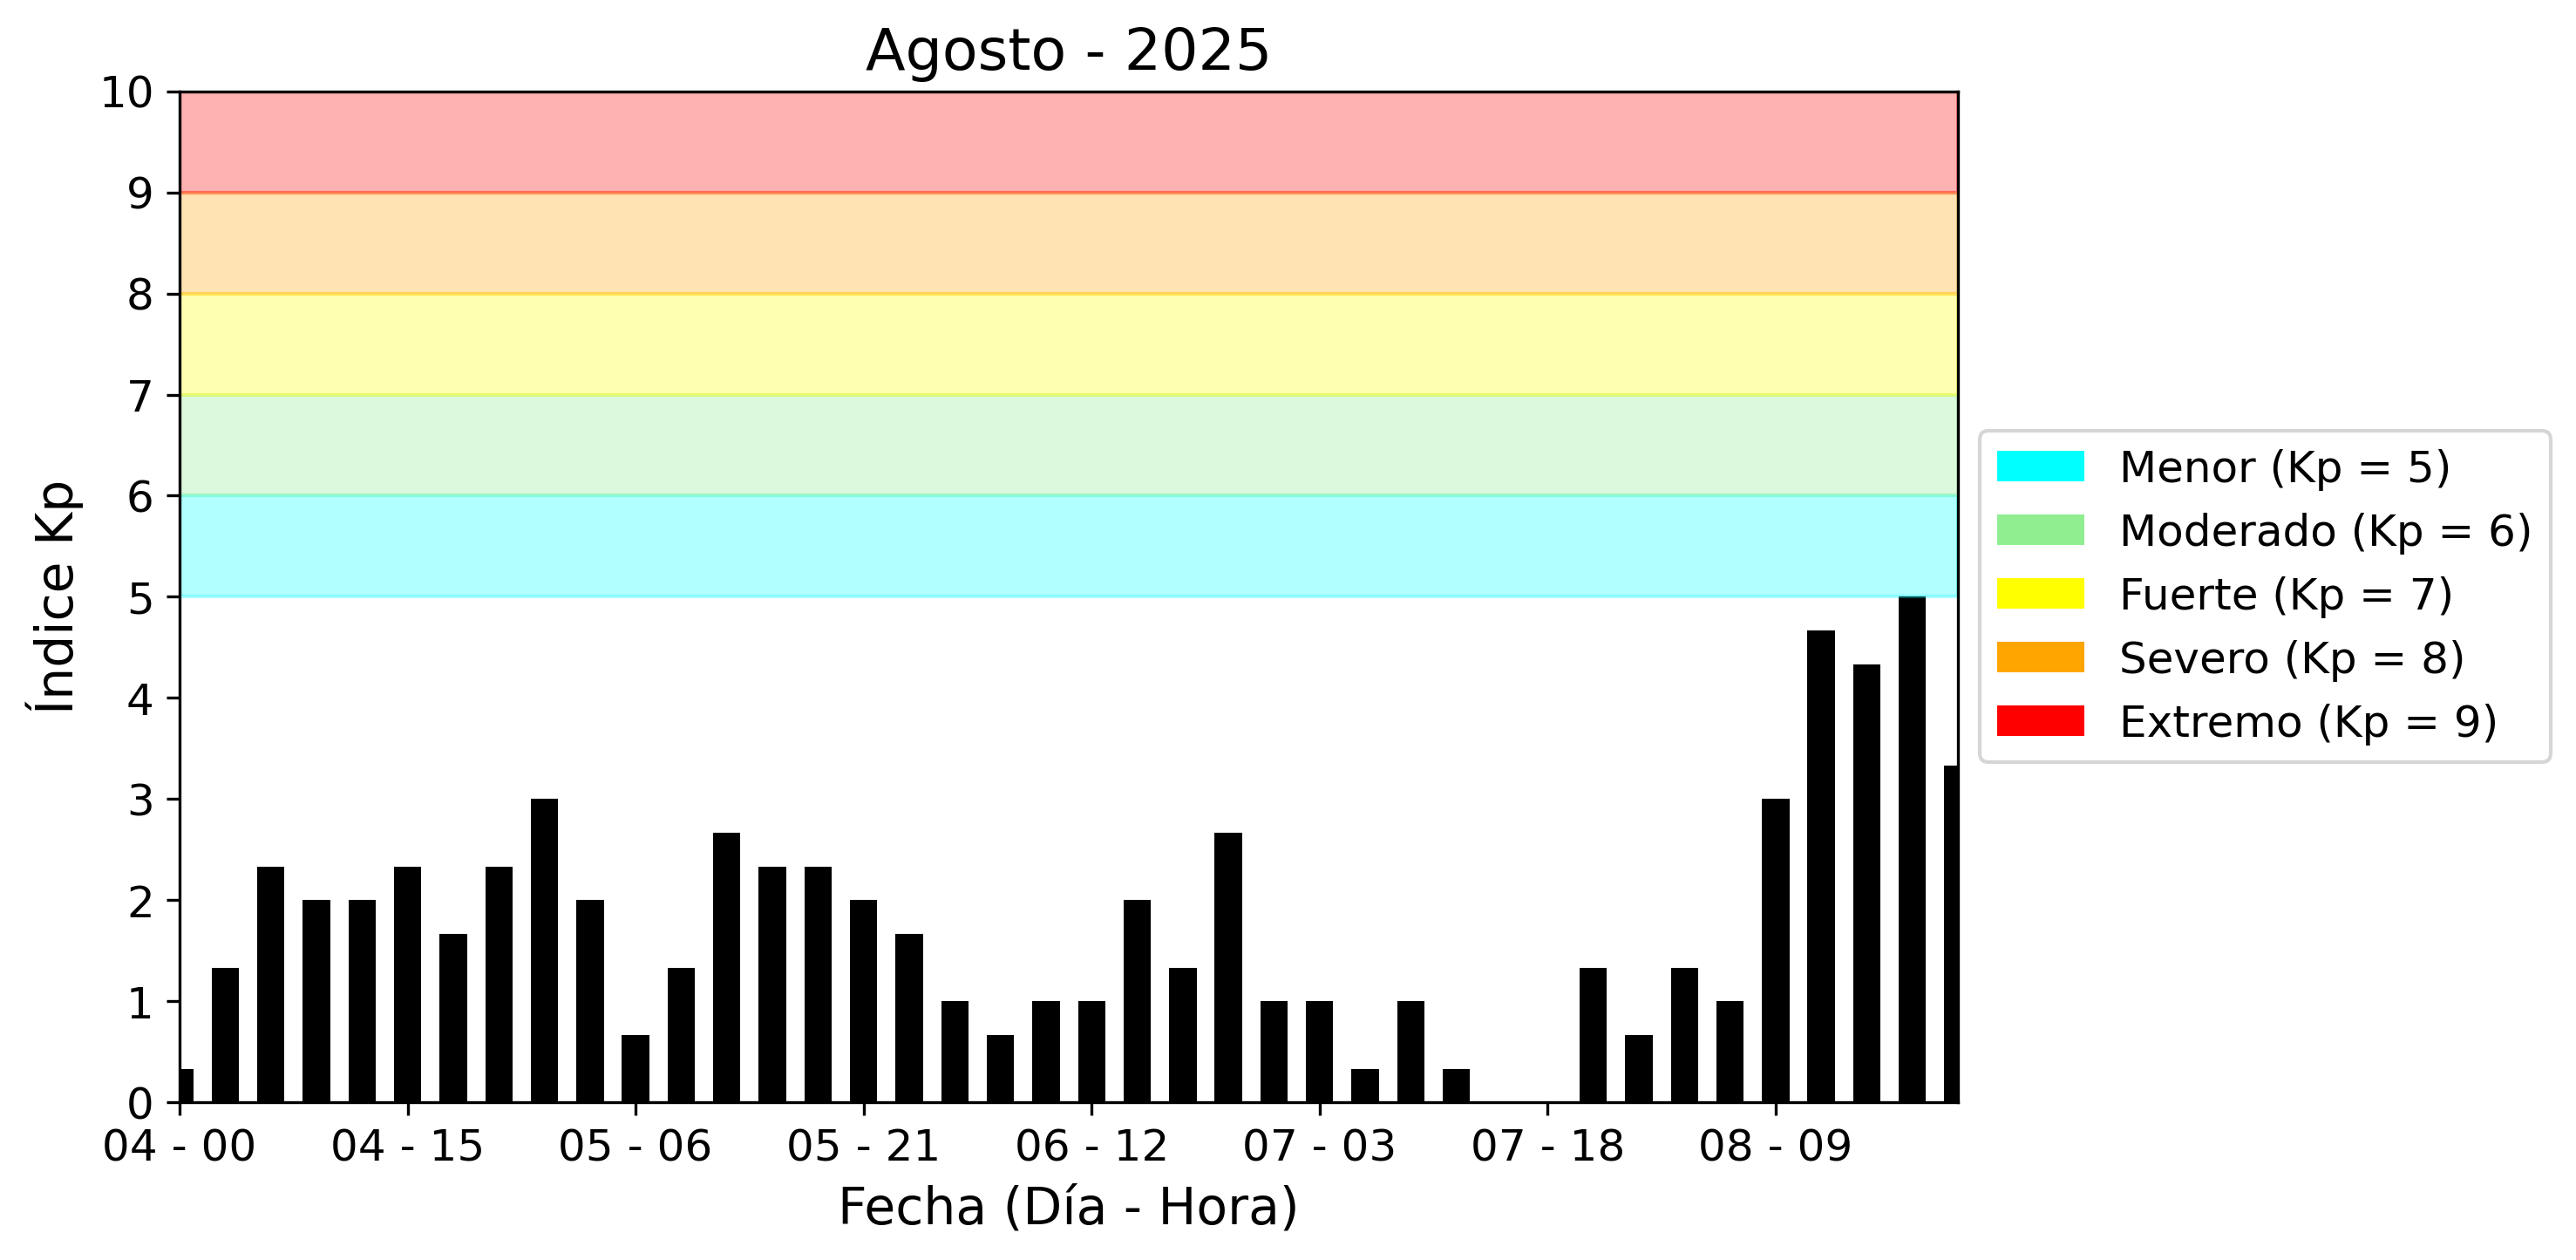 Agosto - 2025
10
9
8
7
6
5
4
3
2
1
0
Índice Kp
04 - 00
04 - 15
05 - 06
05 - 21
06 - 12
07 - 03
07 - 18
08 - 09
Fecha (Día - Hora)
Menor (Kp = 5)
Moderado (Kp = 6)
Fuerte (Kp = 7)
Severo (Kp = 8)
Extremo (Kp = 9)